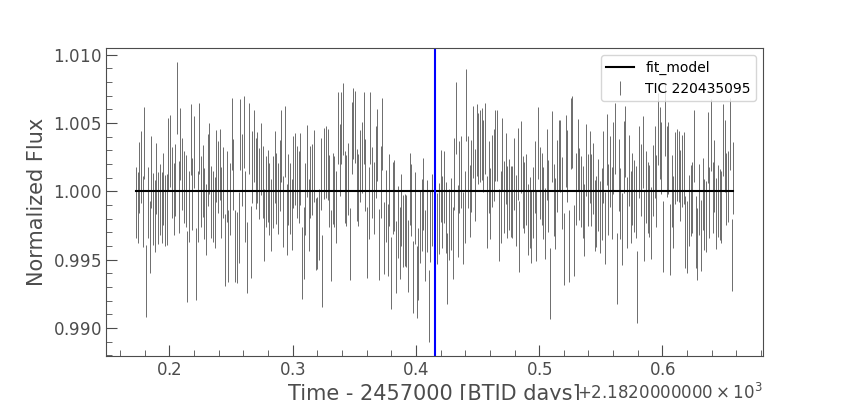 1.010
1.005
1.000
0.995
0.990
Normalized Flux
fit_model
TIC 220435095
0.2 0.3 0.4 0.5 0.6
Time - 2457000 [BTJD days]
+2.1820000000 × 10³